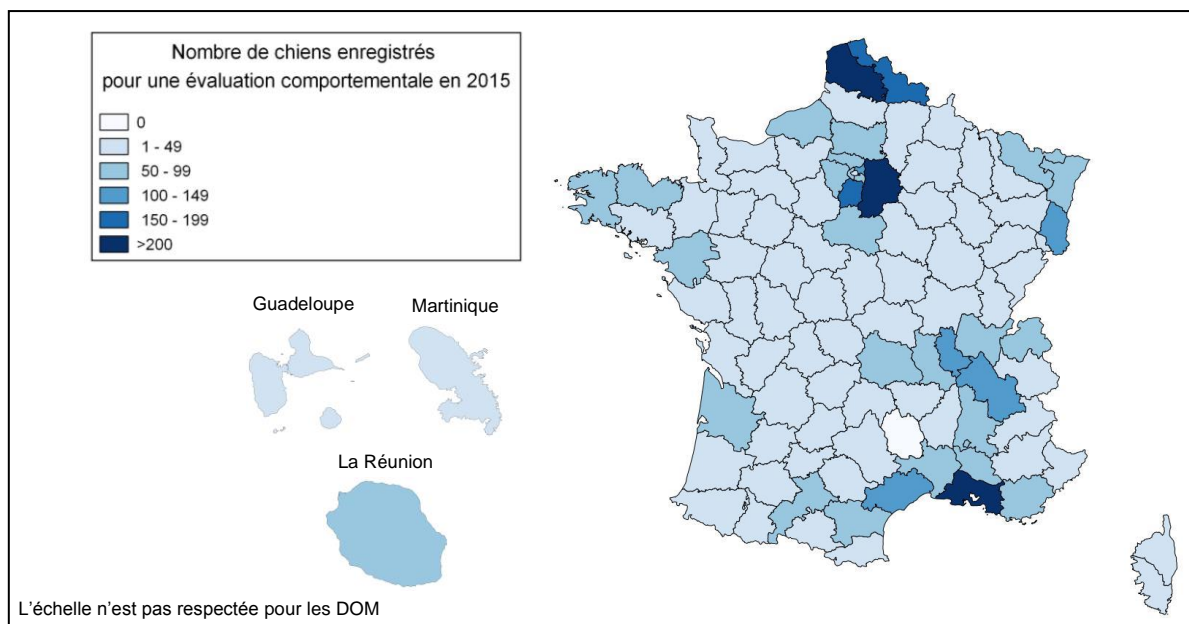 Nombre de chiens enregistrés
pour une évaluation comportementale en 2015
0
1 - 49
50 - 99
100 - 149
150 - 199
>200
Guadeloupe
Martinique
La Réunion
L'échelle n'est pas respectée pour les DOM